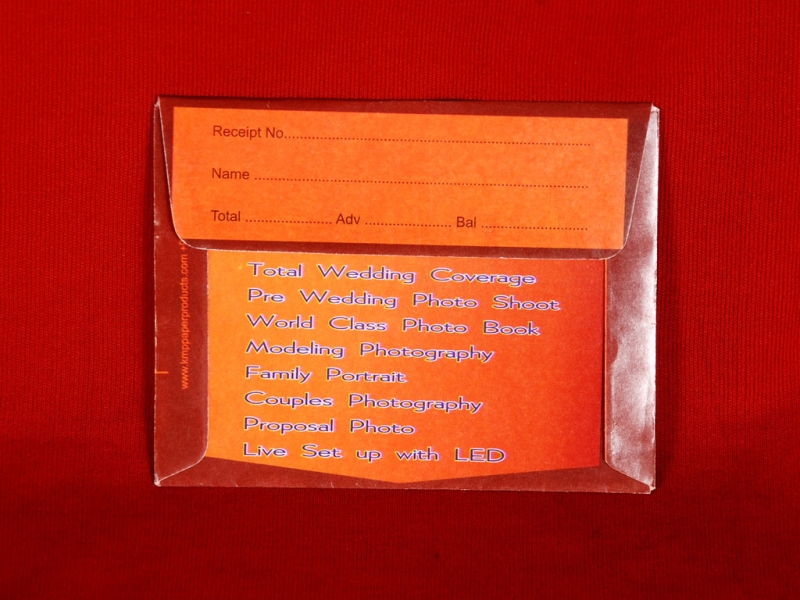 Receipt No......................................................................
Name ..............................................................................
Total ..................... Adv ..................... Bal ..........................
Total Wedding Coverage
Pre Wedding Photo Shoot
World Class Photo Book
Modeling Photography
Family Portrait
Couples Photography
Proposal Photo
Live Set up with LED
www.kmppaperproducts.com